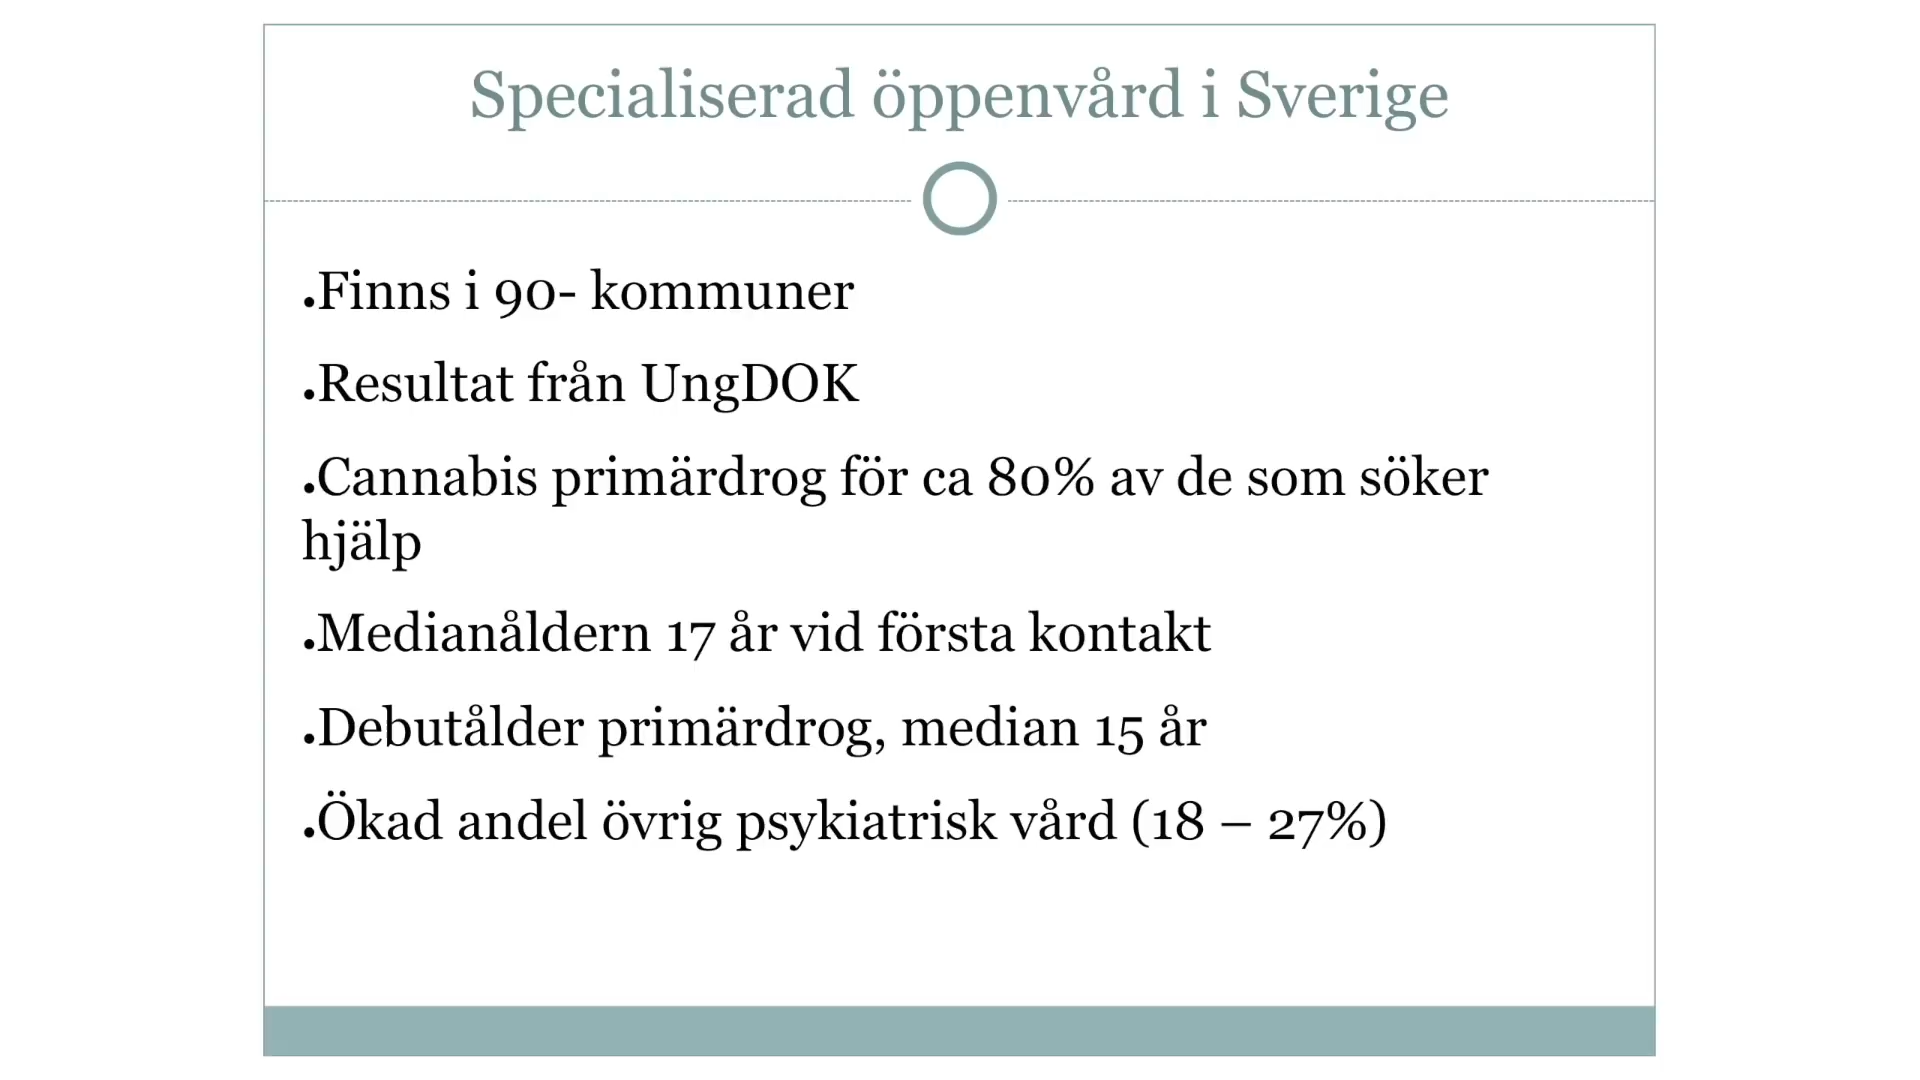 Specialiserad öppenvård i Sverige
•Finns i 90- kommuner
•Resultat från UngDOK
•Cannabis primärdrog för ca 80% av de som söker
hjälp
•Medianåldern 17 år vid första kontakt
•Debutålder primärdrog, median 15 år
•Ökad andel övrig psykiatrisk vård (18 – 27%)